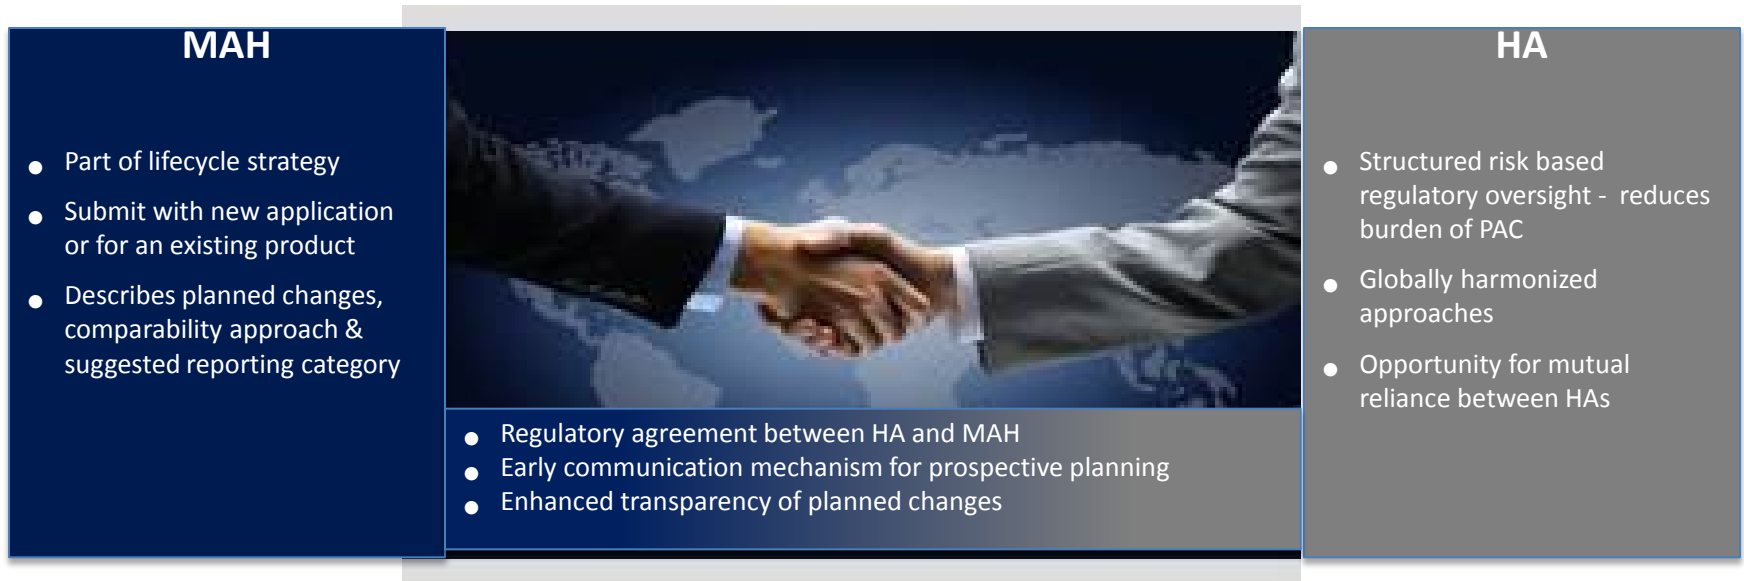 MAH
• Part of lifecycle strategy
• Submit with new application
or for an existing product
• Describes planned changes,
comparability approach &
suggested reporting category
• Regulatory agreement between HA and MAH
• Early communication mechanism for prospective planning
• Enhanced transparency of planned changes
HA
• Structured risk based
regulatory oversight - reduces
burden of PAC
• Globally harmonized
approaches
• Opportunity for mutual
reliance between HAs